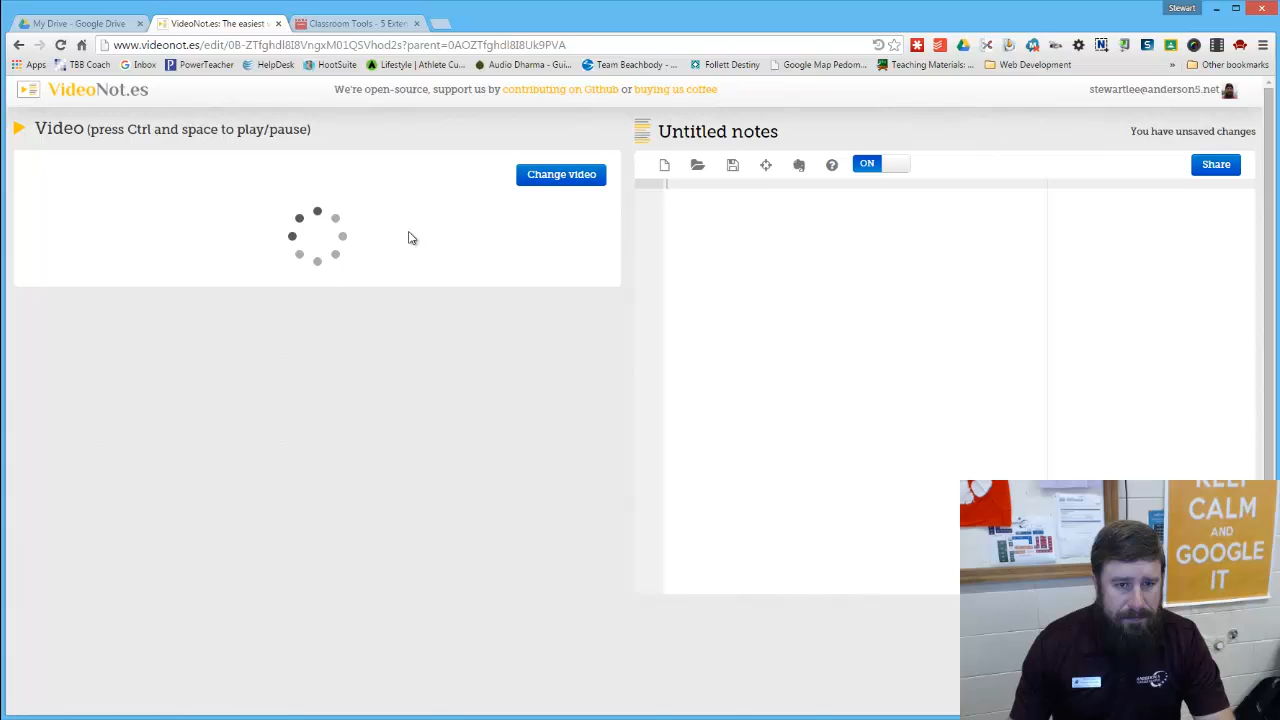 Stewart
My Drive - Google Drive
VideoNot.es: The easiest
Classroom Tools - 5 Exten
www.videonot.es/edit/0B-ZTfghdI8I8VngxM01QSVhod2s?parent=0AOZTfghdI8I8Uk9PVA
Apps
TBB Coach
Inbox
PowerTeacher
HelpDesk
HootSuite
Lifestyle | Athlete Cu...
Audio Dharma - Gui...
Team Beachbody - ...
Follett Destiny
Google Map Pedom...
Teaching Materials: ...
Web Development
»
Other bookmarks
VideoNot.es
We're open-source, support us by contributing on Github or buying us coffee
stewartlee@anderson5.net
Video (press Ctrl and space to play/pause)
Untitled notes
You have unsaved changes
Change video
ON
Share
KEEP
CALM
AND
GOOGLE
IT